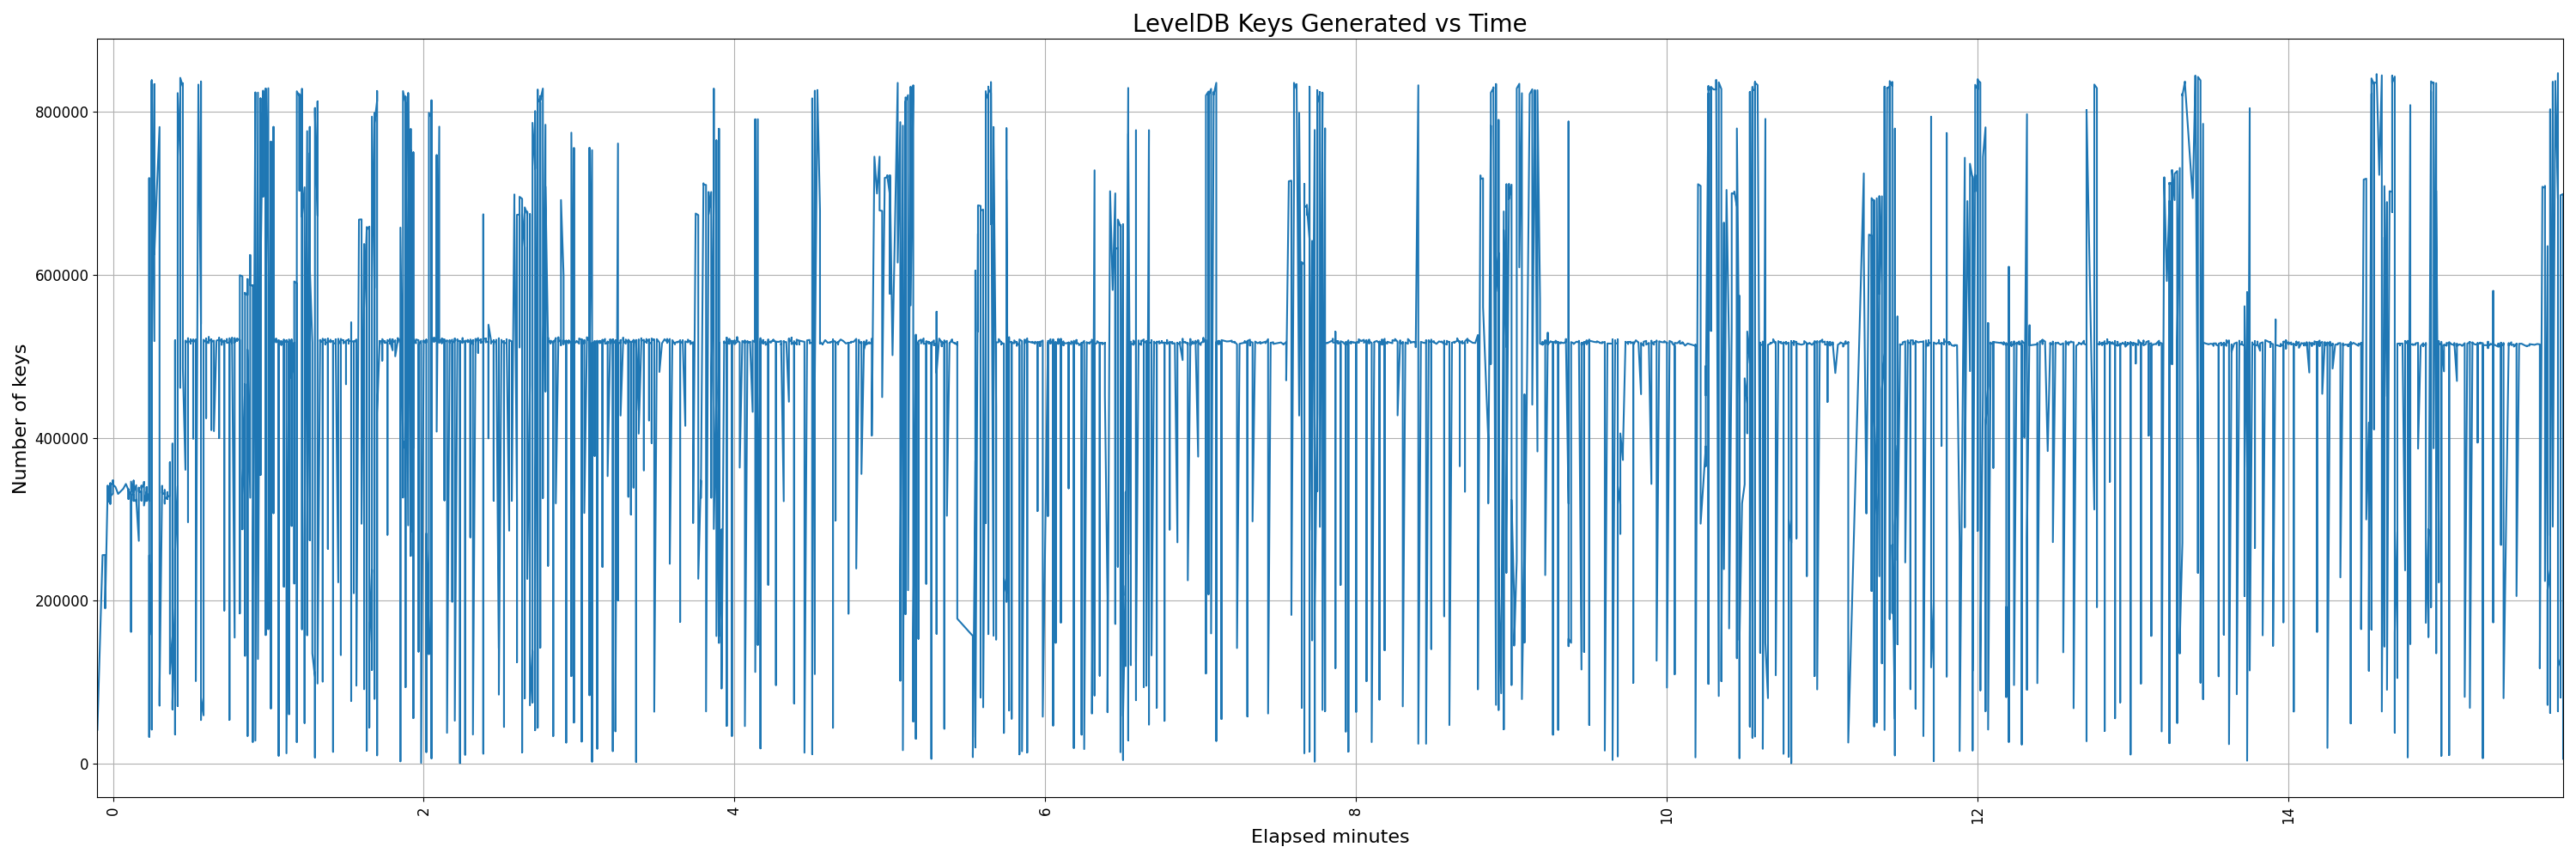 LevelDB Keys Generated vs Time
Number of keys
800000
600000
400000
200000
0
0 2 4 6 8 10 12 14
Elapsed minutes